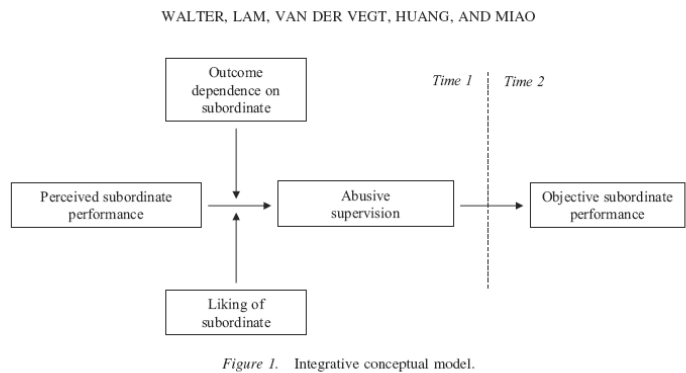 WALTER, LAM, VAN DER VEGT, HUANG, AND MIAO
Outcome
dependence on
subordinate
Time 1
Time 2
Perceived subordinate
performance
Abusive
supervision
Objective subordinate
performance
Liking of
subordinate
Figure 1. Integrative conceptual model.